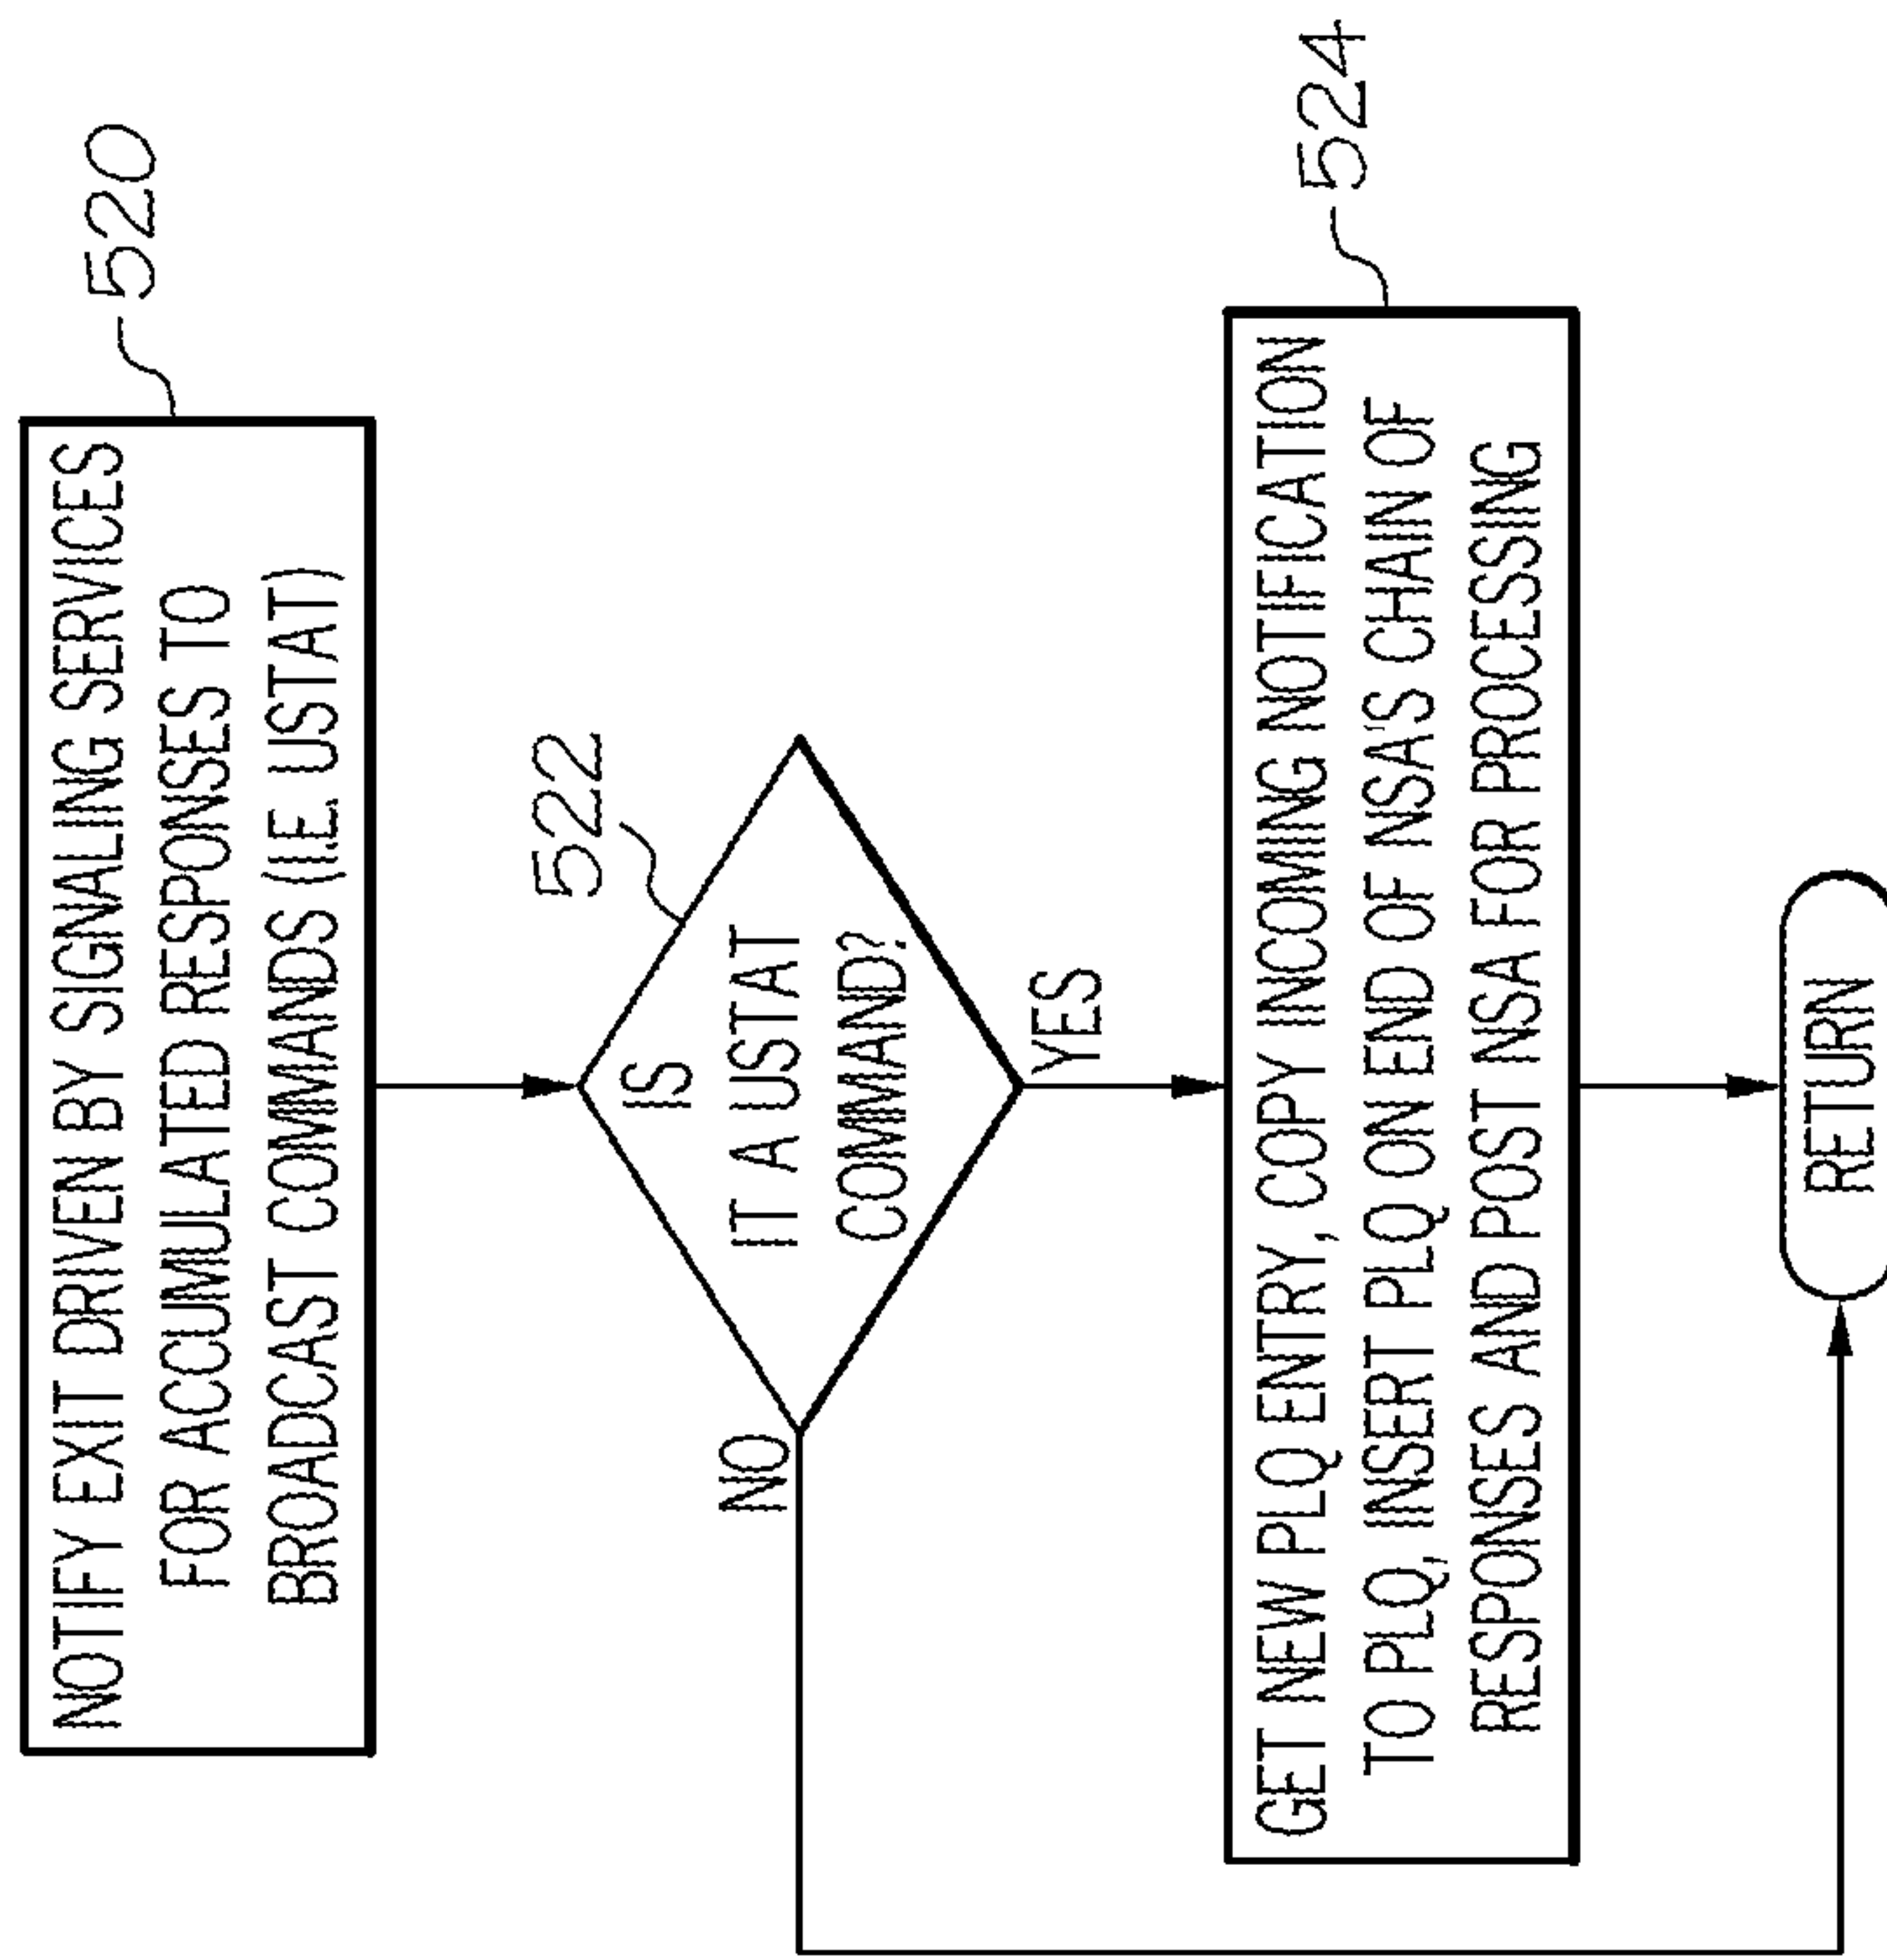 NOTIFY EXIT DRIVEN BY SIGNALING SERVICES
FOR ACCUMULATED RESPONSES TO
BROADCAST COMMANDS (I.E. USTAT)
520
IS
IT A USTAT
COMMAND?
522
NO
YES
GET NEW PLQ ENTRY, COPY INCOMING NOTIFICATION
TO PLQ, INSERT PLQ ON END OF NSA'S CHAIN OF
RESPONSES AND POST NSA FOR PROCESSING
524
RETURN